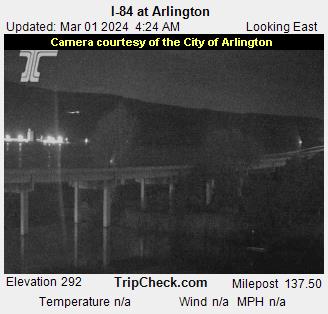 I-84 at Arlington
Updated: Mar 01 2024 4:24 AM Looking East
Camera courtesy of the City of Arlington
Elevation 292 TripCheck.com Milepost 137.50
Temperature n/a Wind n/a MPH n/a